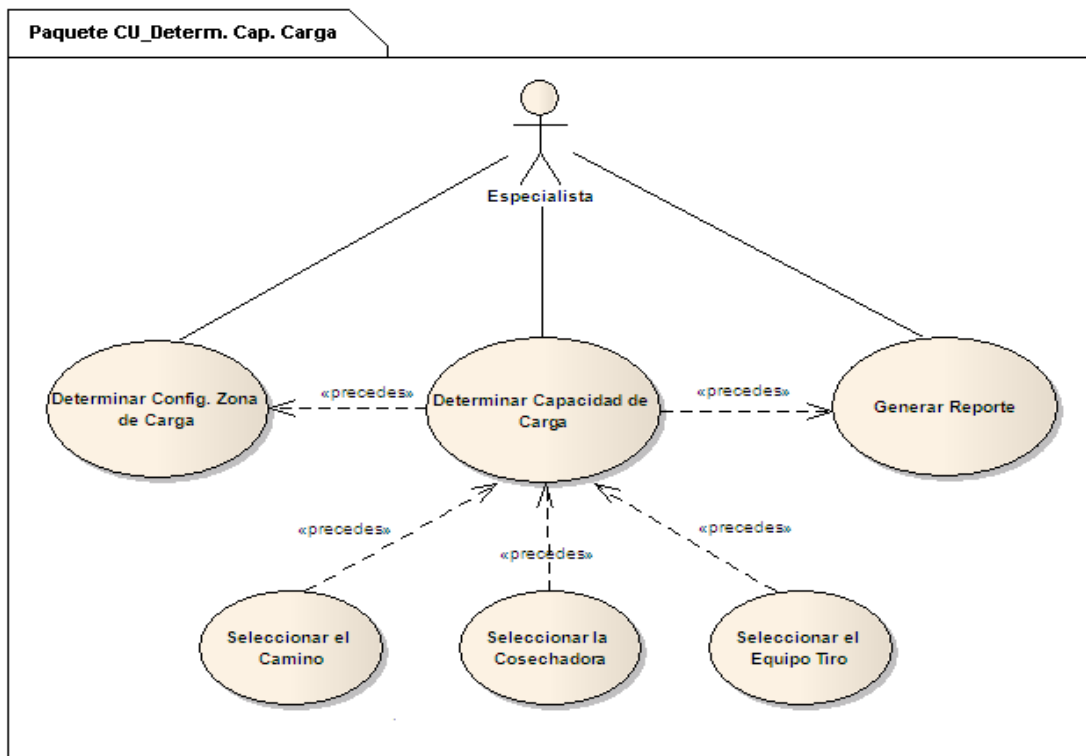 Paquete CU_Determ. Cap. Carga
Especialista
Determinar Config. Zona
de Carga
«precedes»
Determinar Capacidad de
Carga
«precedes»
Generar Reporte
«precedes»
«precedes»
«precedes»
Seleccionar el
Camino
Seleccionar la
Cosechadora
Seleccionar el
Equipo Tiro